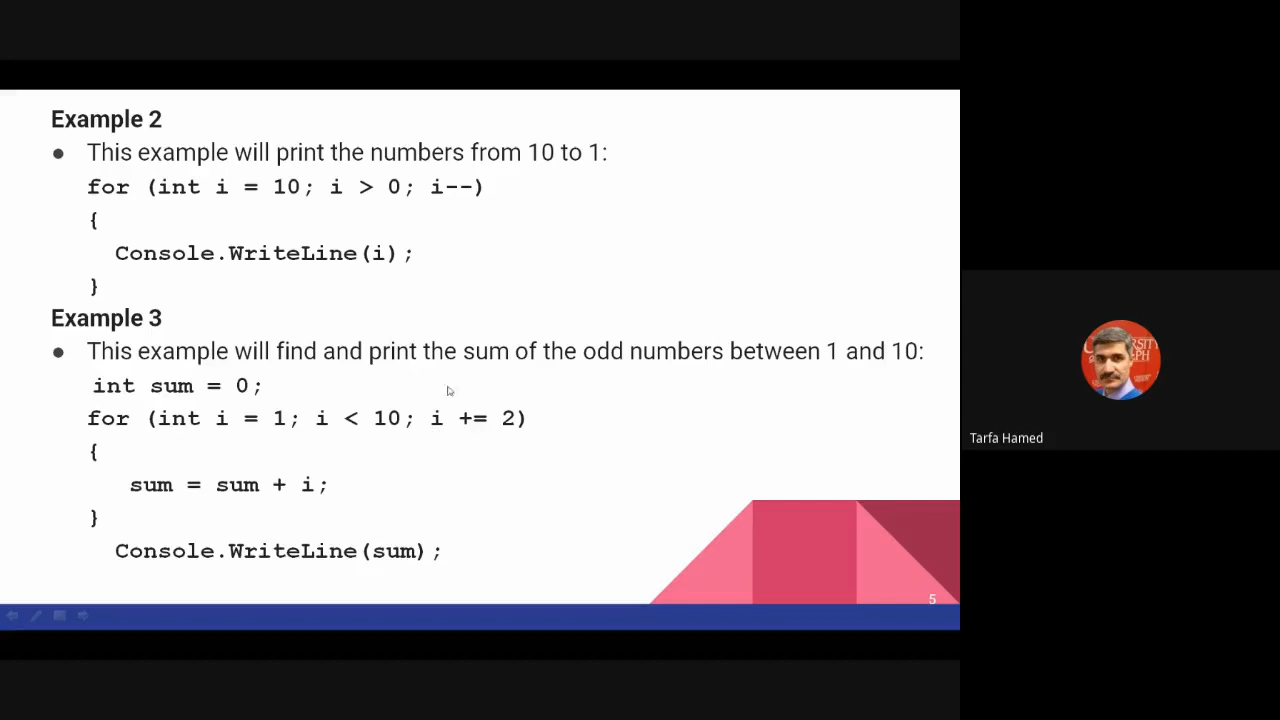 Example 2
● This example will print the numbers from 10 to 1:
for (int i = 10; i > 0; i--)
{
Console.WriteLine(i);
}
Example 3
● This example will find and print the sum of the odd numbers between 1 and 10:
int sum = 0;
for (int i = 1; i < 10; i += 2)
{
sum = sum + i;
}
Console.WriteLine(sum);
5
Tarfa Hamed